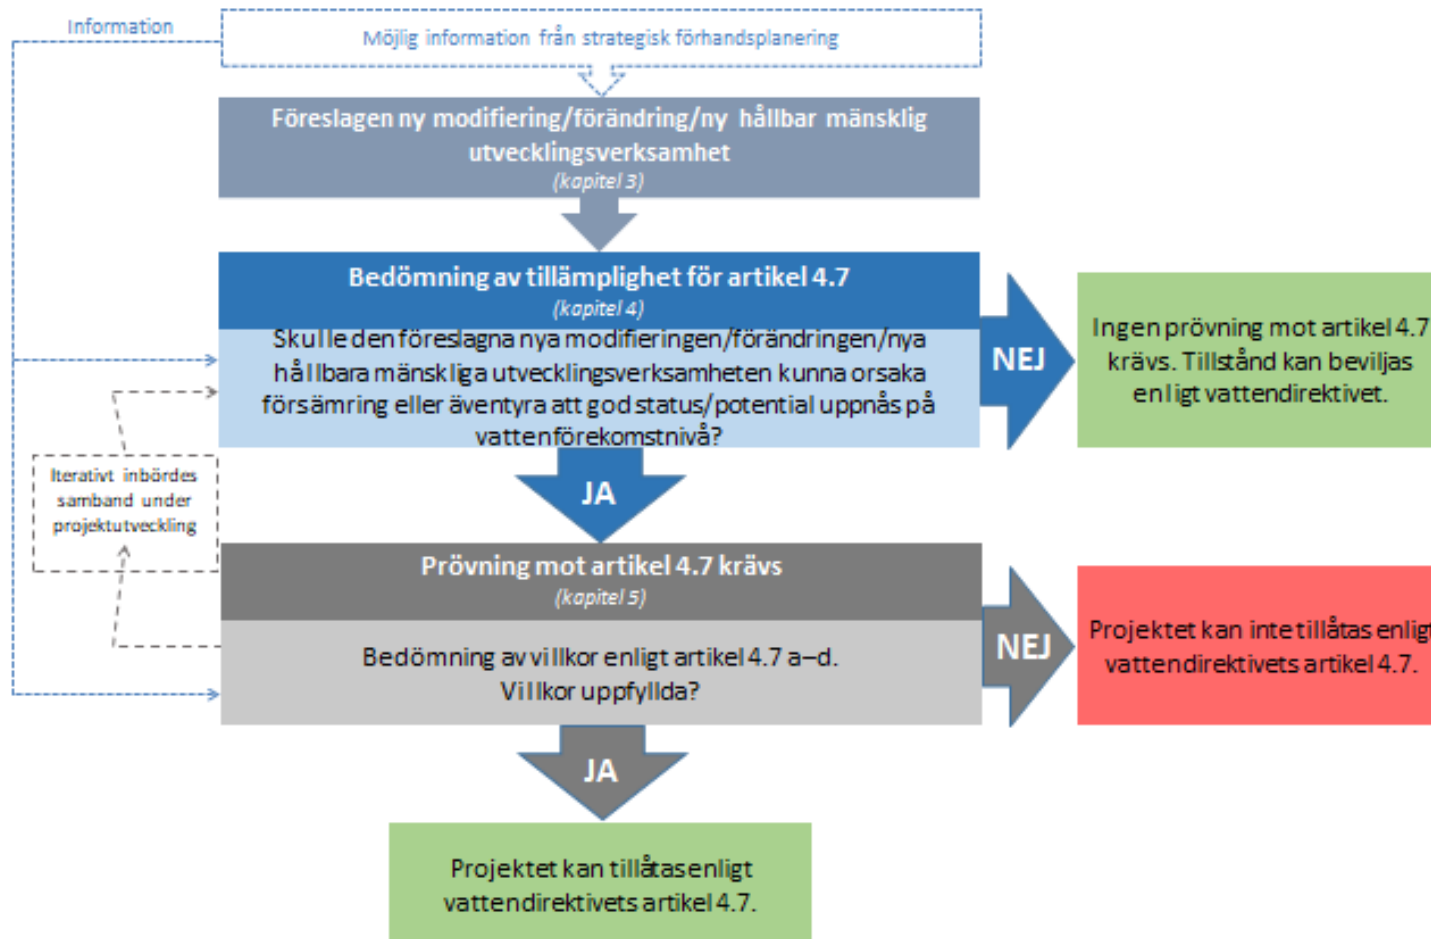 Information
Möjlig information från strategisk förhandsplanering
Föreslagen ny modifiering/förändring/ny hållbar mänsklig
utvecklingsverksamhet
(kapitel 3)
Bedömning av tillämplighet för artikel 4.7
(kapitel 4)
Skulle den föreslagna nya modifieringen/förändringen/nya
hållbara mänskliga utvecklingsverksamheten kunna orsaka
försämring eller äventyra att god status/potential uppnås på
vattenförekomstnivå?
NEJ
Ingen prövning mot artikel 4.7
krävs. Tillstånd kan beviljas
enligt vattendirektivet.
Iterativt inbördes
samband under
projektutveckling
JA
Prövning mot artikel 4.7 krävs
(kapitel 5)
Bedömning av villkor enligt artikel 4.7 a–d.
Villkor uppfyllda?
NEJ
Projektet kan inte tillåtas enligt
vattendirektivets artikel 4.7.
JA
Projektet kan tillåtas enligt
vattendirektivets artikel 4.7.